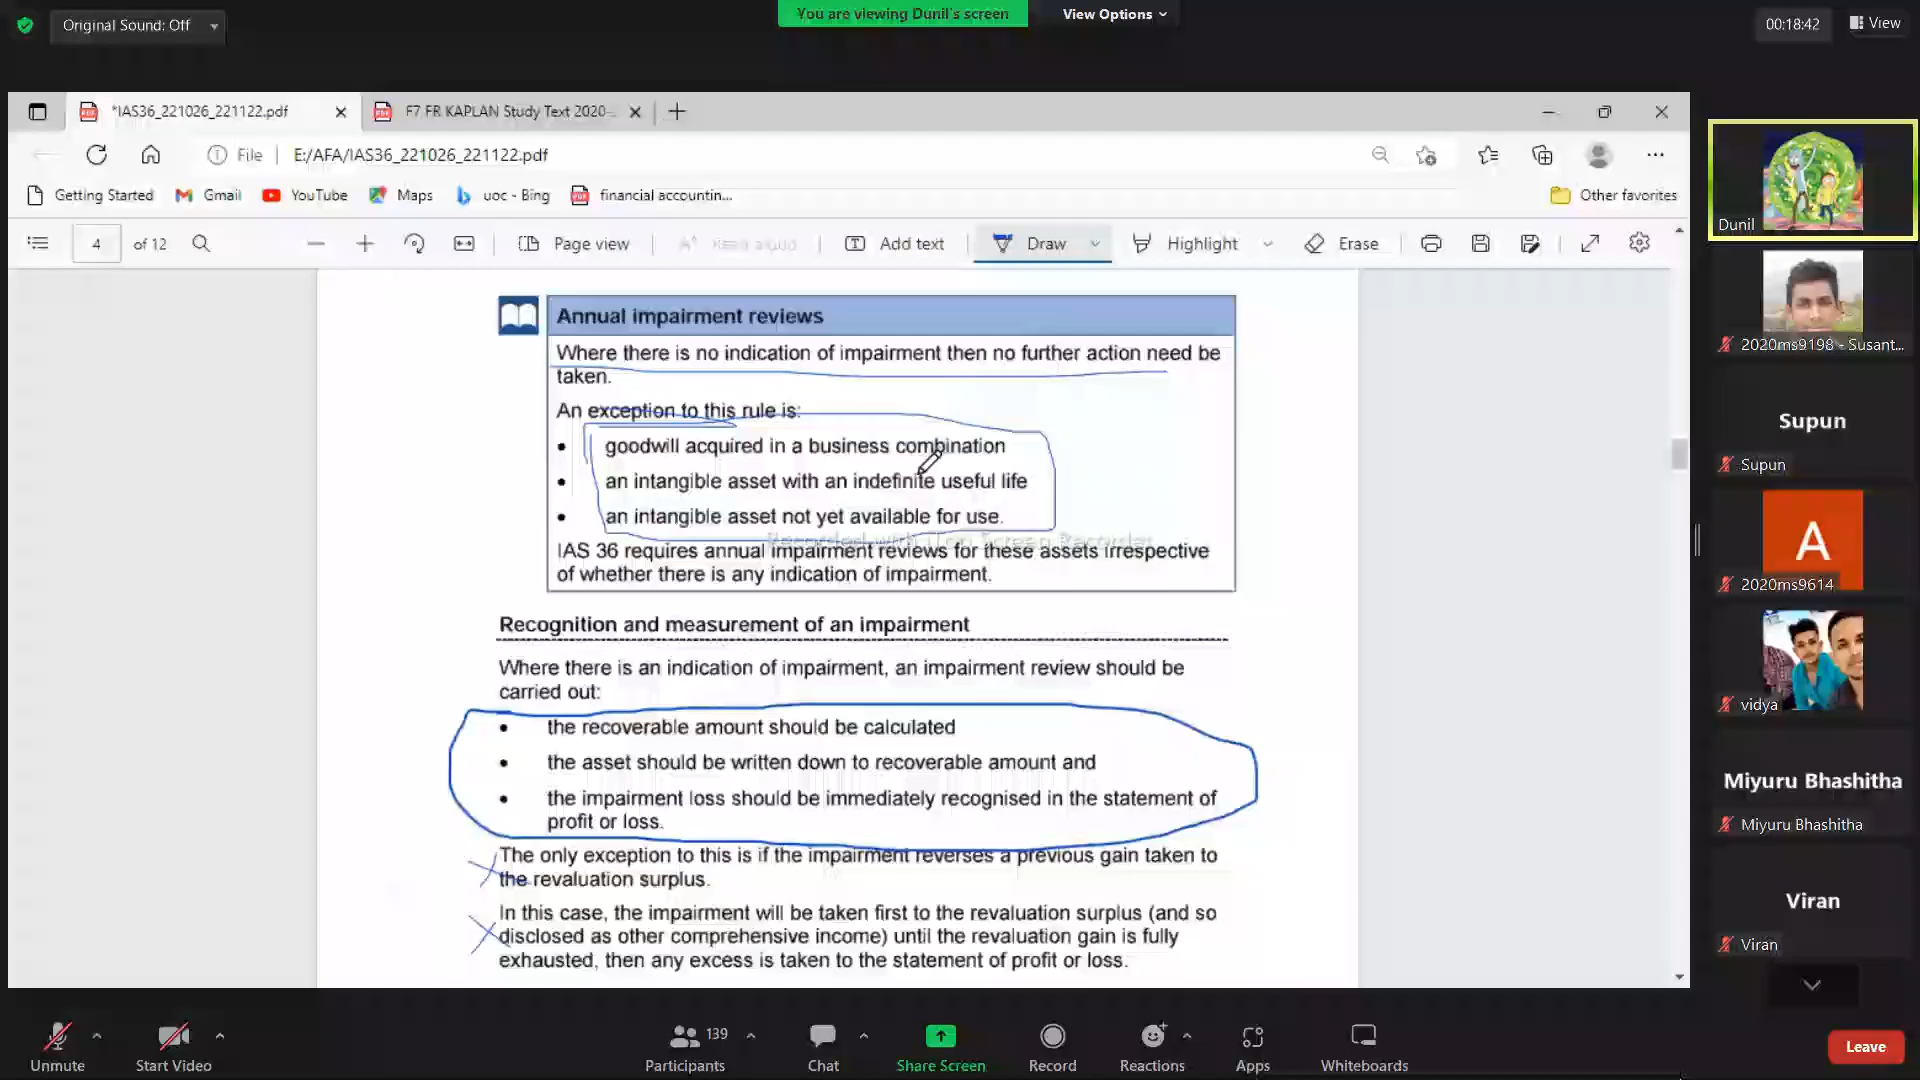 Original Sound: Off
You are viewing Dunil's screen
View Options
00:18:42
View
*IAS36_221026_221122.pdf
F7 FR KAPLAN Study Text 2020-...
File
E:/AFA/IAS36_221026_221122.pdf
Getting Started
Gmail
YouTube
Maps
uoc - Bing
financial accountin...
Other favorites
4
of 12
Page view
Read aloud
Add text
Draw
Highlight
Erase
Annual impairment reviews
Where there is no indication of impairment then no further action need be
taken.
An exception to this rule is:
• goodwill acquired in a business combination
• an intangible asset with an indefinite useful life
• an intangible asset not yet available for use.
Recorded with iTop Screen Recorder
IAS 36 requires annual impairment reviews for these assets irrespective
of whether there is any indication of impairment.
Recognition and measurement of an impairment
Where there is an indication of impairment, an impairment review should be
carried out:
• the recoverable amount should be calculated
• the asset should be written down to recoverable amount and
• the impairment loss should be immediately recognised in the statement of
profit or loss.
The only exception to this is if the impairment reverses a previous gain taken to
the revaluation surplus.
In this case, the impairment will be taken first to the revaluation surplus (and so
disclosed as other comprehensive income) until the revaluation gain is fully
exhausted, then any excess is taken to the statement of profit or loss.
Dunil
2020ms9198 - Susant...
Supun
Supun
A
2020ms9614
vidya
Miyuru Bhashitha
Miyuru Bhashitha
Viran
Viran
Unmute
Start Video
Participants
139
Chat
Share Screen
Record
Reactions
Apps
Whiteboards
Leave